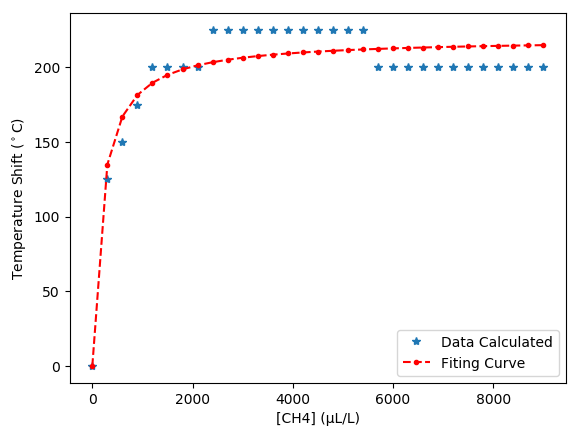 Temperature Shift (°C)
200
150
100
50
0
0 2000 4000 6000 8000
[CH4] (µL/L)
Data Calculated
Fiting Curve